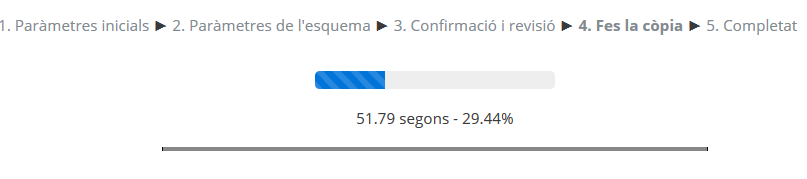 1. Paràmetres inicials ► 2. Paràmetres de l'esquema ► 3. Confirmació i revisió ► 4. Fes la còpia ► 5. Completat
51.79 segons - 29.44%